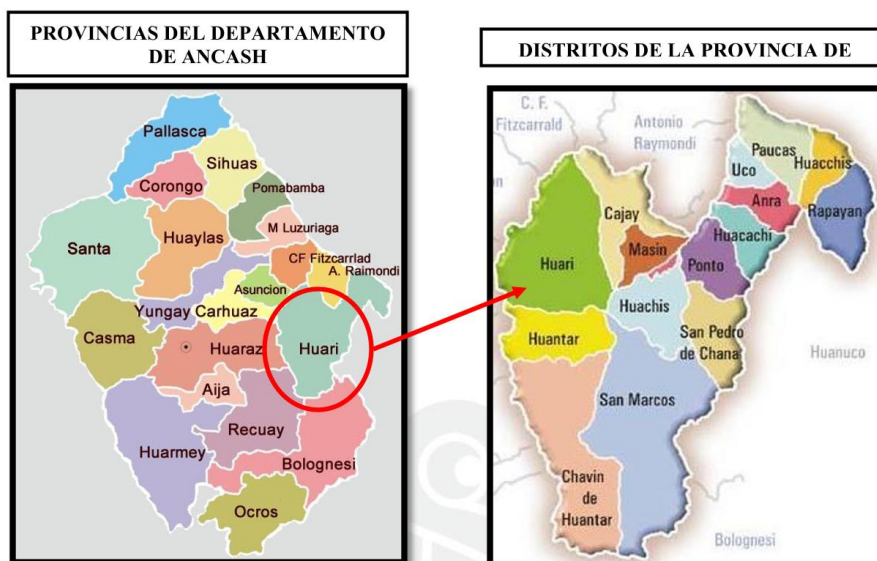 PROVINCIAS DEL DEPARTAMENTO
DE ANCASH
Pallasca
Sihuas
Corongo
Pomabamba
M Luzuriaga
Santa
Huaylas
CF Fitzcarrlad
A. Raimondi
Asuncion
Yungay
Carhuaz
Casma
Huaraz
Huari
Aija
Recuay
Huarmey
Bolognesi
Ocros
DISTRITOS DE LA PROVINCIA DE
C. F.
Fitzcarrald
Antonio
Raymondi
Paucas
Huacchis
Uco
Anra
Rapayan
Cajay
Huacachi
Masin
Ponto
Huari
Huachis
San Pedro
de Chana
Huantar
Huanuco
San Marcos
Chavin
de
Huantar
Bolognesi